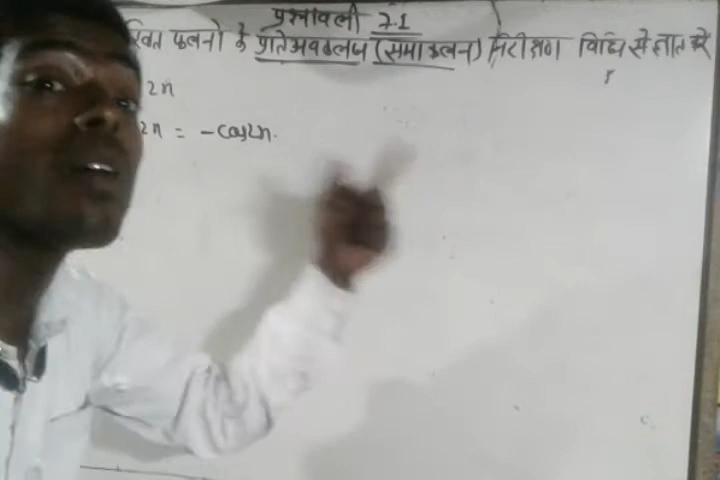 प्रश्नावली 7.1
फलनों के प्रतिअवकलज (समाकलन) निरीक्षण विधि से ज्ञात करें
2x
2x = -cos2x.